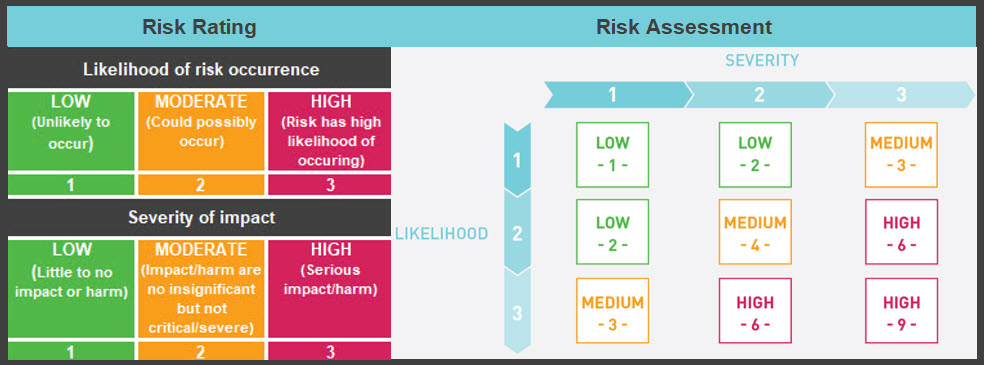 Risk Rating
Risk Assessment
Likelihood of risk occurrence
LOW
(Unlikely to
occur)
MODERATE
(Could possibly
occur)
HIGH
(Risk has high
likelihood of
occuring)
1
2
3
Severity of impact
LOW
(Little to no
impact or harm)
MODERATE
(Impact/harm are
no insignificant
but not
critical/severe)
HIGH
(Serious
impact/harm)
1
2
3
SEVERITY
1
2
3
LIKELIHOOD
1
LOW
- 1 -
LOW
- 2 -
MEDIUM
- 3 -
2
LOW
- 2 -
MEDIUM
- 4 -
HIGH
- 6 -
3
MEDIUM
- 3 -
HIGH
- 6 -
HIGH
- 9 -